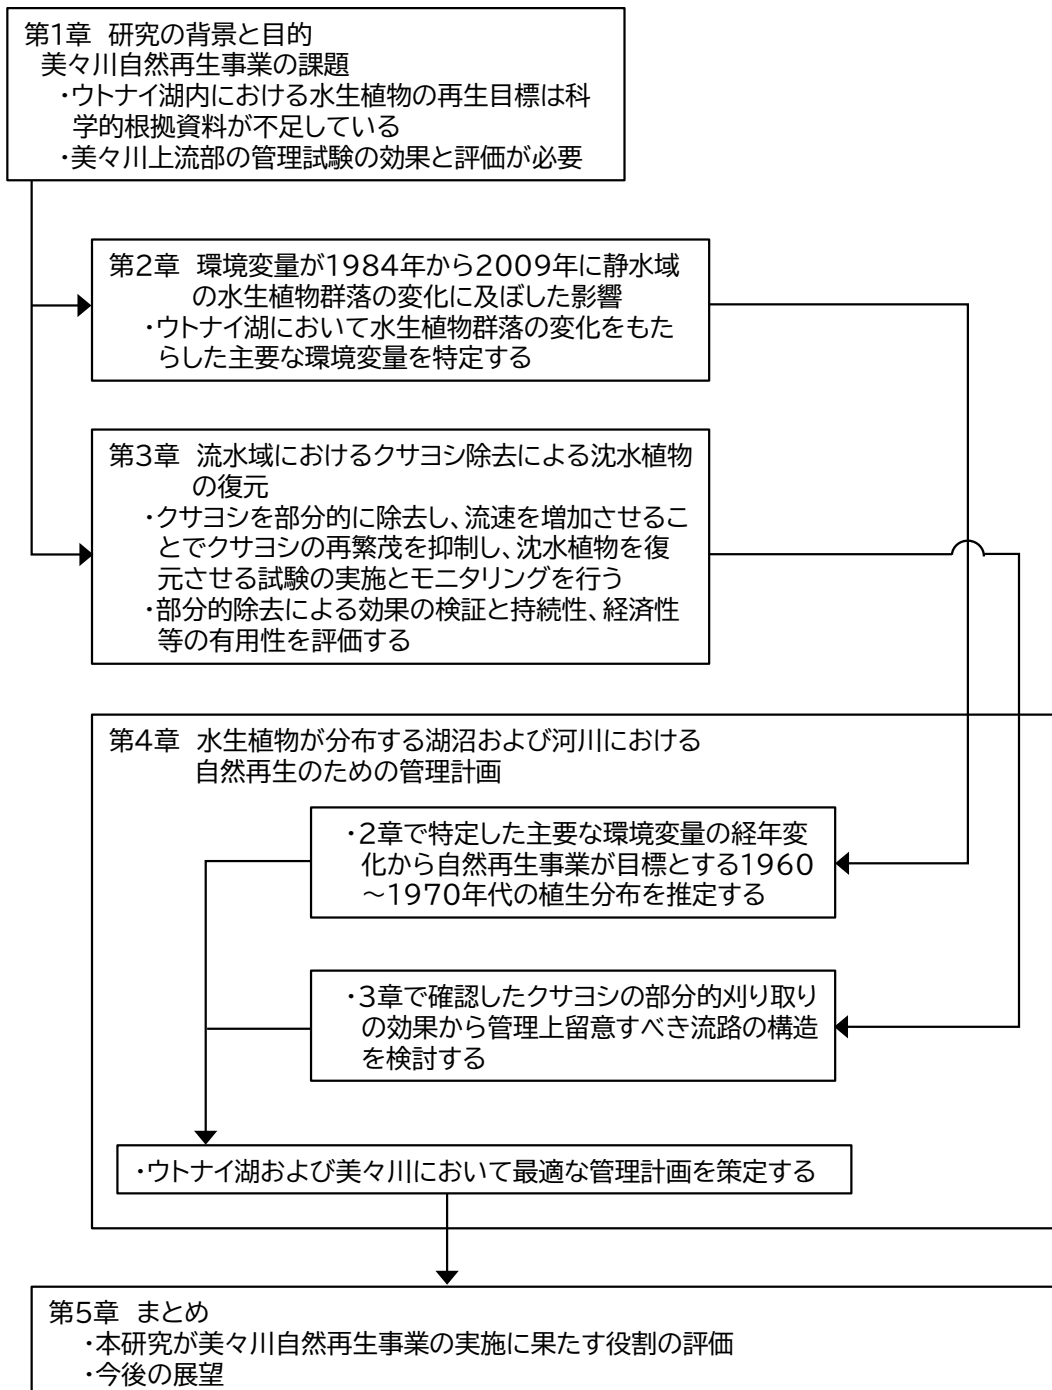 第1章 研究の背景と目的
美々川自然再生事業の課題
・ウトナイ湖内における水生植物の再生目標は科
学的根拠資料が不足している
・美々川上流部の管理試験の効果と評価が必要
第2章 環境変量が1984年から2009年に静水域
の水生植物群落の変化に及ぼした影響
・ウトナイ湖において水生植物群落の変化をもた
らした主要な環境変量を特定する
第3章 流水域におけるクサヨシ除去による沈水植物
の復元
・クサヨシを部分的に除去し、流速を増加させるこ
とでクサヨシの再繁茂を抑制し、沈水植物を復
元させる試験の実施とモニタリングを行う
・部分的除去による効果の検証と持続性、経済性
等の有用性を評価する
第4章 水生植物が分布する湖沼および河川における
自然再生のための管理計画
・2章で特定した主要な環境変量の経年変
化から自然再生事業が目標とする1960
～1970年代の植生分布を推定する
・3章で確認したクサヨシの部分的刈り取り
の効果から管理上留意すべき流路の構造
を検討する
・ウトナイ湖および美々川において最適な管理計画を策定する
第5章 まとめ
・本研究が美々川自然再生事業の実施に果たす役割の評価
・今後の展望